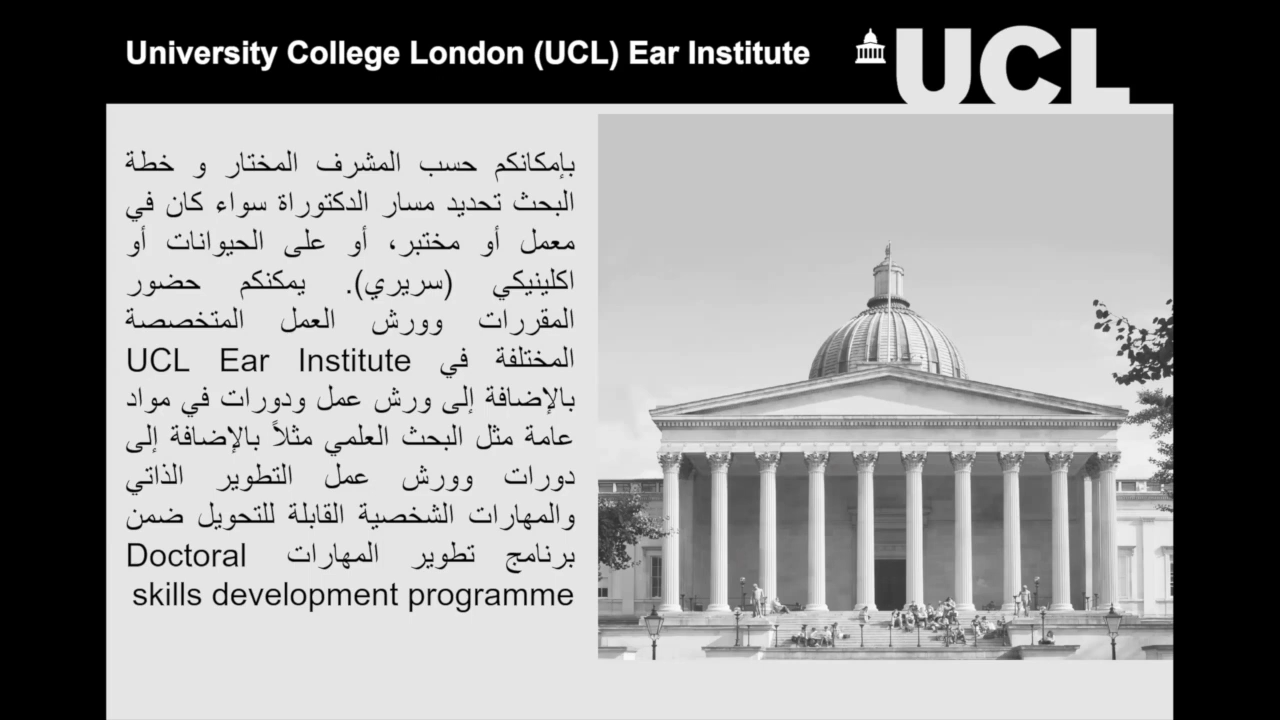 University College London (UCL) Ear Institute
UCL
بإمكانكم حسب المشرف المختار و خطة
البحث تحديد مسار الدكتوراة سواء كان في
معمل أو مختبر، أو على الحيوانات أو
اكلينيكي (سريري). يمكنكم حضور
المقررات وورش العمل المتخصصة
المختلفة في UCL Ear Institute
بالإضافة إلى ورش عمل ودورات في مواد
عامة مثل البحث العلمي مثلاً بالإضافة إلى
دورات وورش عمل التطوير الذاتي
والمهارات الشخصية القابلة للتحويل ضمن
برنامج تطوير المهارات Doctoral
skills development programme